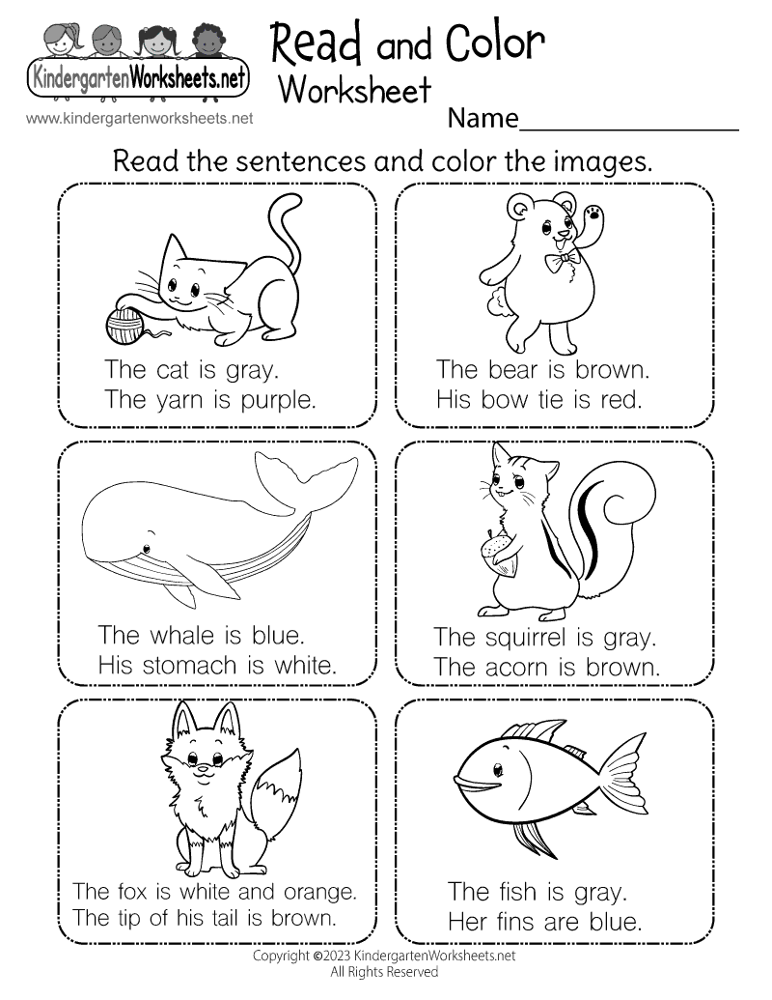 Read and Color
Worksheet
KindergartenWorksheets.net
www.kindergartenworksheets.net
Name
Read the sentences and color the images.
The cat is gray.
The yarn is purple.
The bear is brown.
His bow tie is red.
The whale is blue.
His stomach is white.
The squirrel is gray.
The acorn is brown.
The fox is white and orange.
The tip of his tail is brown.
The fish is gray.
Her fins are blue.
Copyright ©2023 KindergartenWorksheets.net
All Rights Reserved